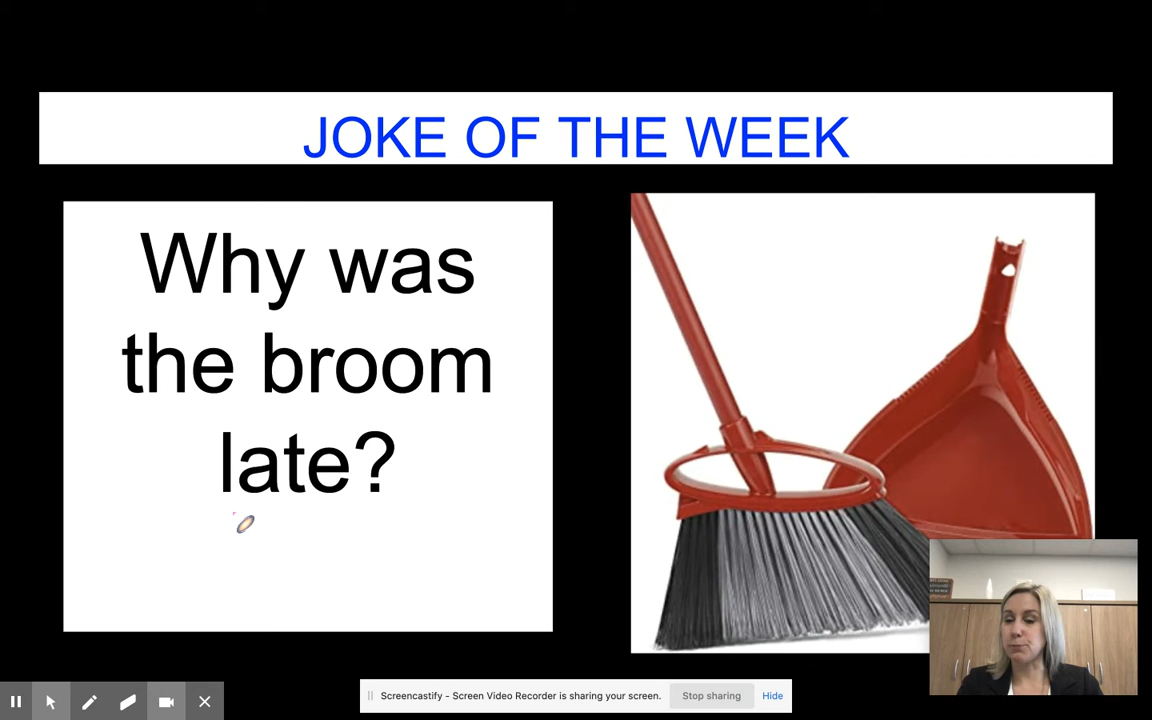 JOKE OF THE WEEK
Why was
the broom
late?
Screencastify - Screen Video Recorder is sharing your screen.
Stop sharing
Hide